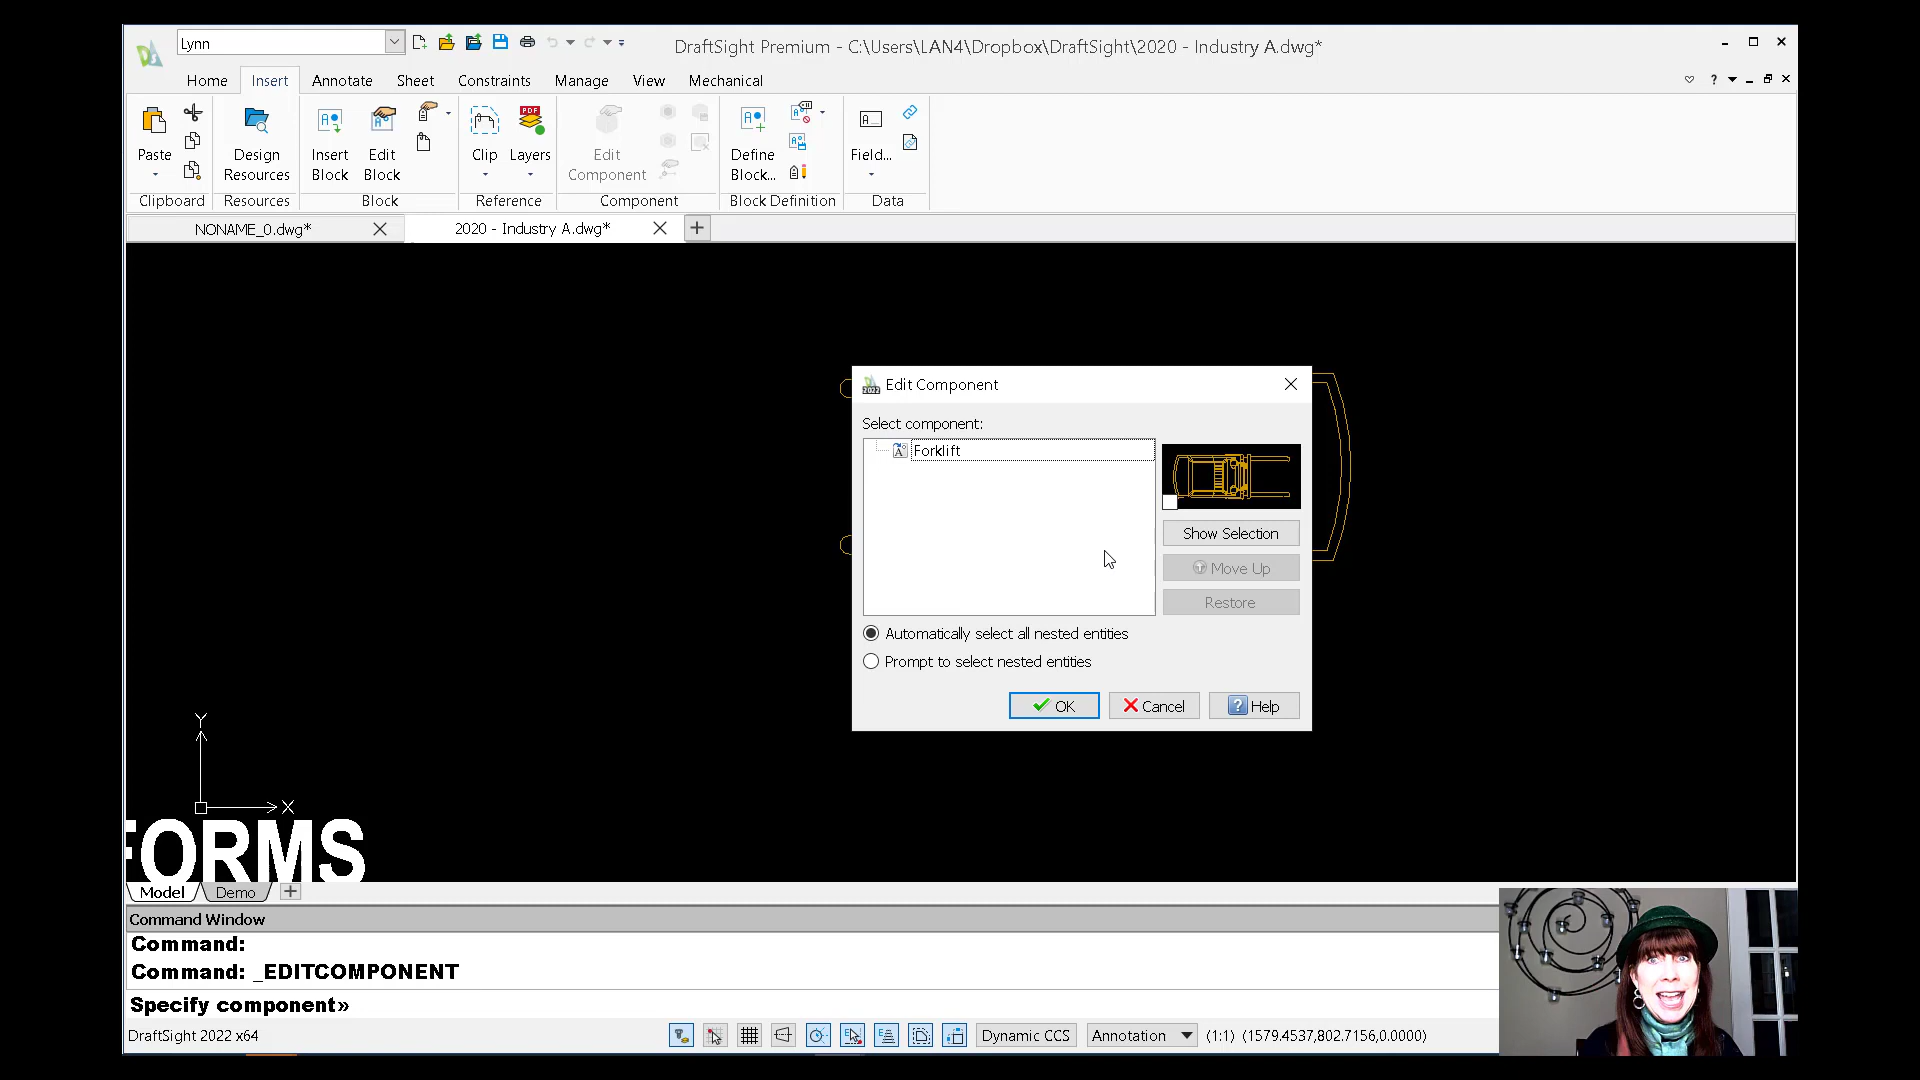 Lynn
DraftSight Premium - C:\Users\LAN4\Dropbox\DraftSight\2020 - Industry A.dwg*
Home Insert Annotate Sheet Constraints Manage View Mechanical
?
Paste
Design Resources
Insert Block
Edit Block
Clip
PDF
Layers
Edit Component
Define Block...
Field...
Clipboard Resources Block Reference Component Block Definition Data
NONAME_0.dwg* 2020 - Industry A.dwg*
Edit Component
Select component:
Forklift
Show Selection
Move Up
Restore
Automatically select all nested entities
Prompt to select nested entities
OK Cancel Help
Y
X
FORMS
Model Demo
Command Window
Command:
Command: _EDITCOMPONENT
Specify component»
DraftSight 2022 x64 Dynamic CCS Annotation (1:1) (1579.4537,802.7156,0.0000)